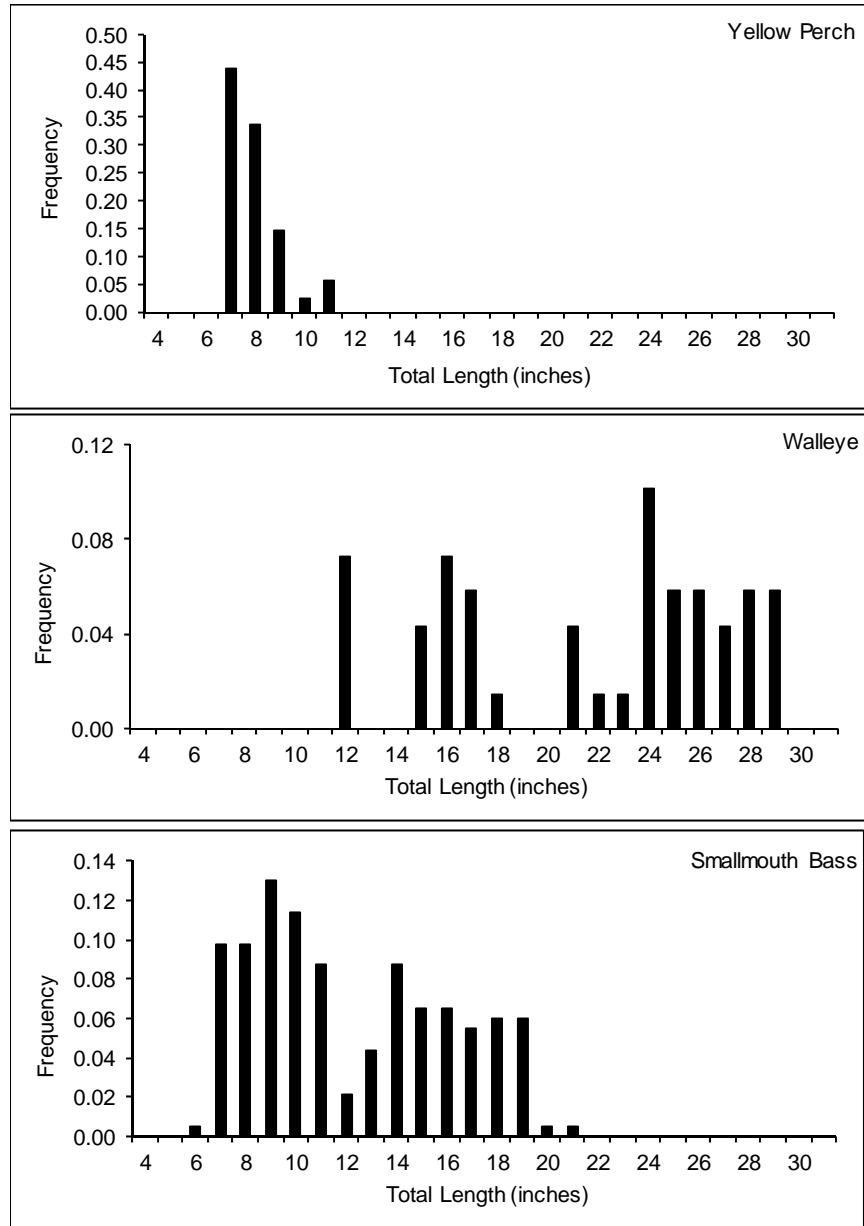 Yellow Perch
0.50
0.45
0.40
0.35
0.30
0.25
0.20
0.15
0.10
0.05
0.00
Frequency
4 6 8 10 12 14 16 18 20 22 24 26 28 30
Total Length (inches)
Walleye
0.12
0.08
0.04
0.00
Frequency
4 6 8 10 12 14 16 18 20 22 24 26 28 30
Total Length (inches)
Smallmouth Bass
0.14
0.12
0.10
0.08
0.06
0.04
0.02
0.00
Frequency
4 6 8 10 12 14 16 18 20 22 24 26 28 30
Total Length (inches)